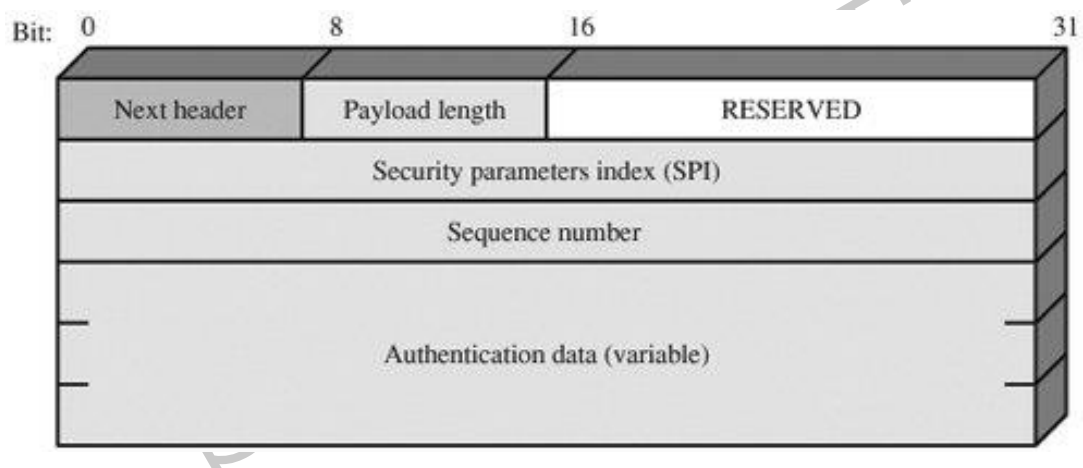 Bit: 0 8 16 31
Next header Payload length RESERVED
Security parameters index (SPI)
Sequence number
Authentication data (variable)